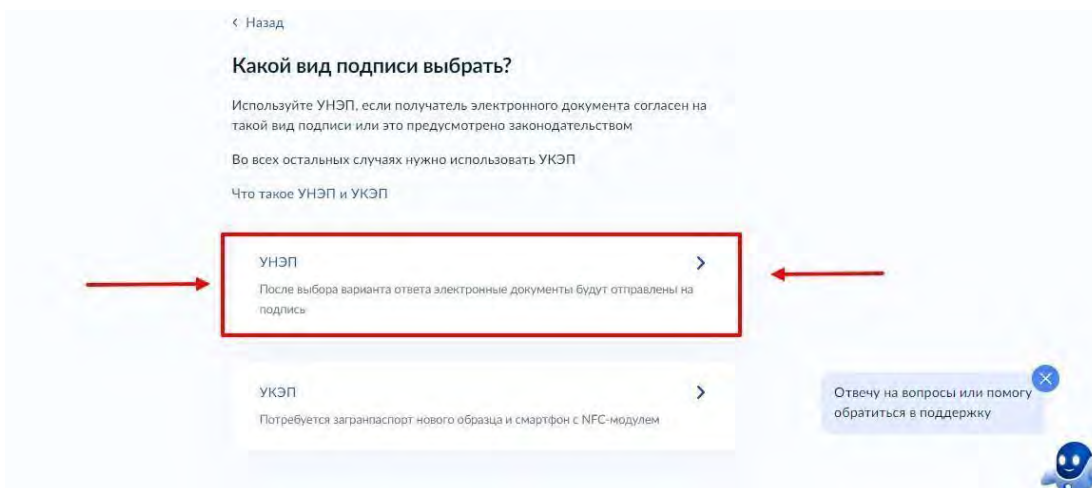 Назад
Какой вид подписи выбрать?
Используйте УНЭП, если получатель электронного документа согласен на
такой вид подписи или это предусмотрено законодательством
Во всех остальных случаях нужно использовать УКЭП
Что такое УНЭП и УКЭП
УНЭП
После выбора варианта ответа электронные документы будут отправлены на
подпись
УКЭП
Потребуется загранпаспорт нового образца и смартфон с NFC-модулем
Отвечу на вопросы или помогу
обратиться в поддержку